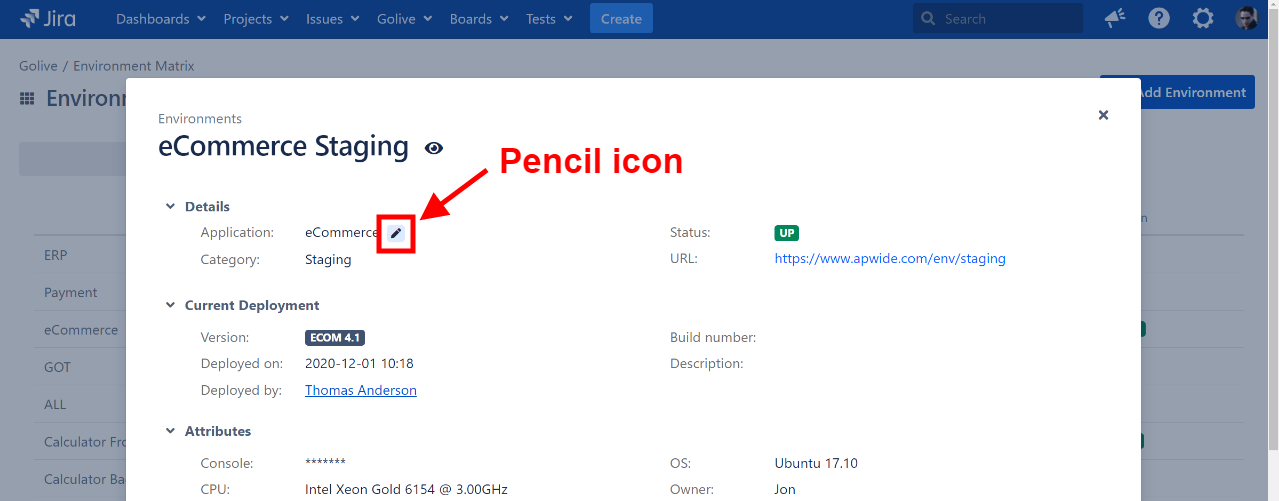 Jira Dashboards Projects Issues Golive Boards Tests Create Search
Golive / Environment Matrix
Add Environment
Environments
eCommerce Staging
Pencil icon
Details
Application: eCommerce Status: UP
Category: Staging URL: https://www.apwide.com/env/staging
ERP
Payment
Current Deployment
eCommerce
Version: ECOM 4.1 Build number:
Deployed on: 2020-12-01 10:18 Description:
GOT
Deployed by: Thomas Anderson
ALL
Attributes
Calculator
Console: ******* OS: Ubuntu 17.10
Calculator
CPU: Intel Xeon Gold 6154 @ 3.00GHz Owner: Jon